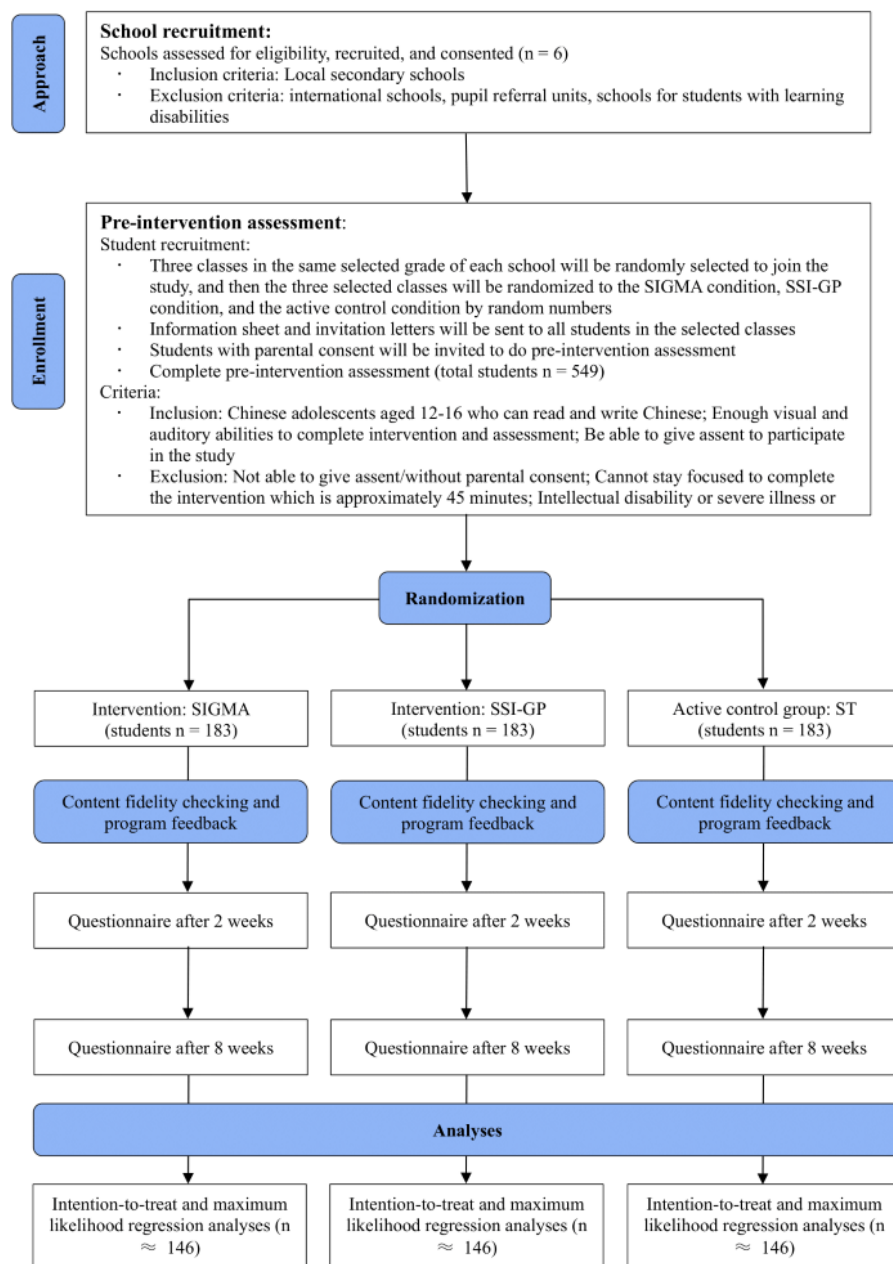 Approach
School recruitment:
Schools assessed for eligibility, recruited, and consented (n = 6)
· Inclusion criteria: Local secondary schools
· Exclusion criteria: international schools, pupil referral units, schools for students with learning
disabilities
Enrollment
Pre-intervention assessment:
Student recruitment:
· Three classes in the same selected grade of each school will be randomly selected to join the
study, and then the three selected classes will be randomized to the SIGMA condition, SSI-GP
condition, and the active control condition by random numbers
· Information sheet and invitation letters will be sent to all students in the selected classes
· Students with parental consent will be invited to do pre-intervention assessment
· Complete pre-intervention assessment (total students n = 549)
Criteria:
· Inclusion: Chinese adolescents aged 12-16 who can read and write Chinese; Enough visual and
auditory abilities to complete intervention and assessment; Be able to give assent to participate
in the study
· Exclusion: Not able to give assent/without parental consent; Cannot stay focused to complete
the intervention which is approximately 45 minutes; Intellectual disability or severe illness or
Randomization
Intervention: SIGMA
(students n = 183)
Intervention: SSI-GP
(students n = 183)
Active control group: ST
(students n = 183)
Content fidelity checking and
program feedback
Content fidelity checking and
program feedback
Content fidelity checking and
program feedback
Questionnaire after 2 weeks
Questionnaire after 2 weeks
Questionnaire after 2 weeks
Questionnaire after 8 weeks
Questionnaire after 8 weeks
Questionnaire after 8 weeks
Analyses
Intention-to-treat and maximum
likelihood regression analyses (n
≈ 146)
Intention-to-treat and maximum
likelihood regression analyses (n
≈ 146)
Intention-to-treat and maximum
likelihood regression analyses (n
≈ 146)